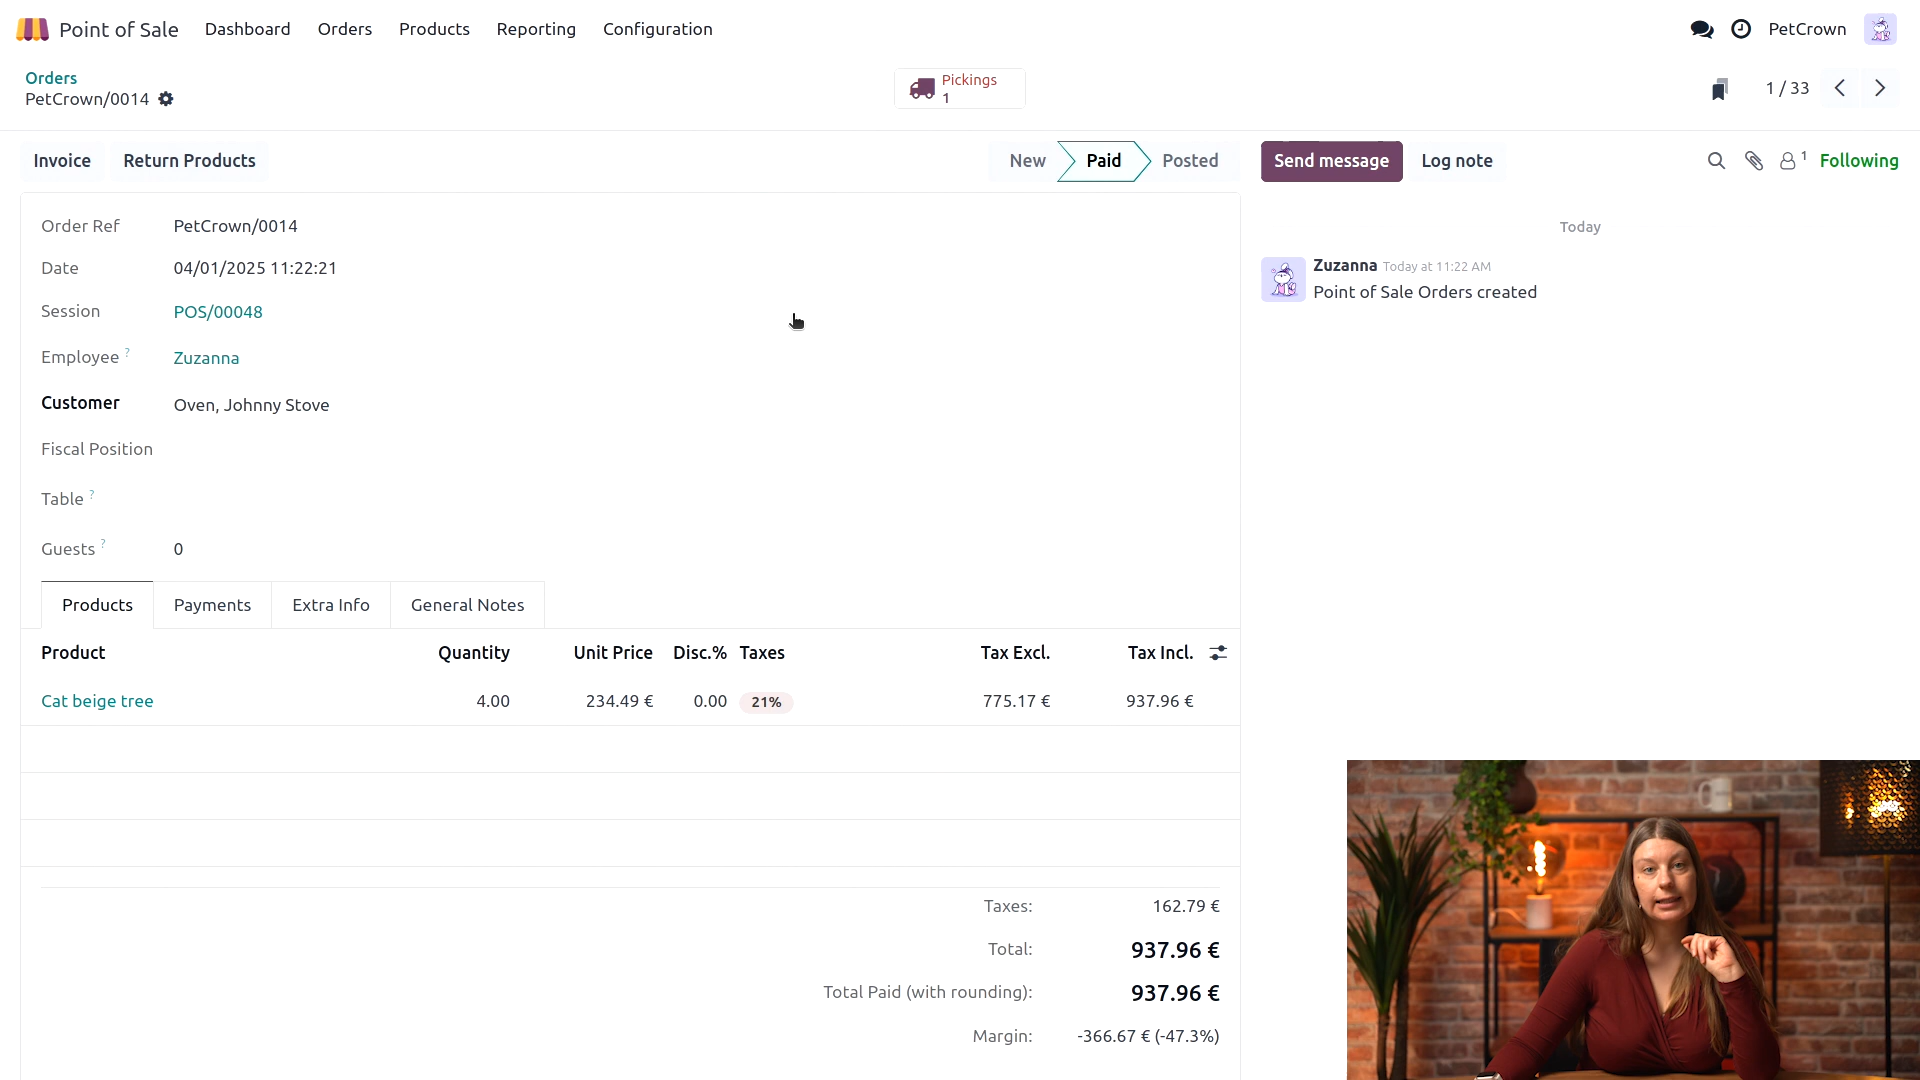 Point of Sale Dashboard Orders Products Reporting Configuration PetCrown
Orders
PetCrown/0014
Pickings
1
1 / 33
Invoice Return Products New Paid Posted Send message Log note 1 Following
Order Ref PetCrown/0014
Date 04/01/2025 11:22:21
Session POS/00048
Employee ? Zuzanna
Customer Oven, Johnny Stove
Fiscal Position
Table ?
Guests ? 0
Today
Zuzanna Today at 11:22 AM
Point of Sale Orders created
Products Payments Extra Info General Notes
Product Quantity Unit Price Disc.% Taxes Tax Excl. Tax Incl.
Cat beige tree 4.00 234.49 € 0.00 21% 775.17 € 937.96 €
Taxes: 162.79 €
Total: 937.96 €
Total Paid (with rounding): 937.96 €
Margin: -366.67 € (-47.3%)